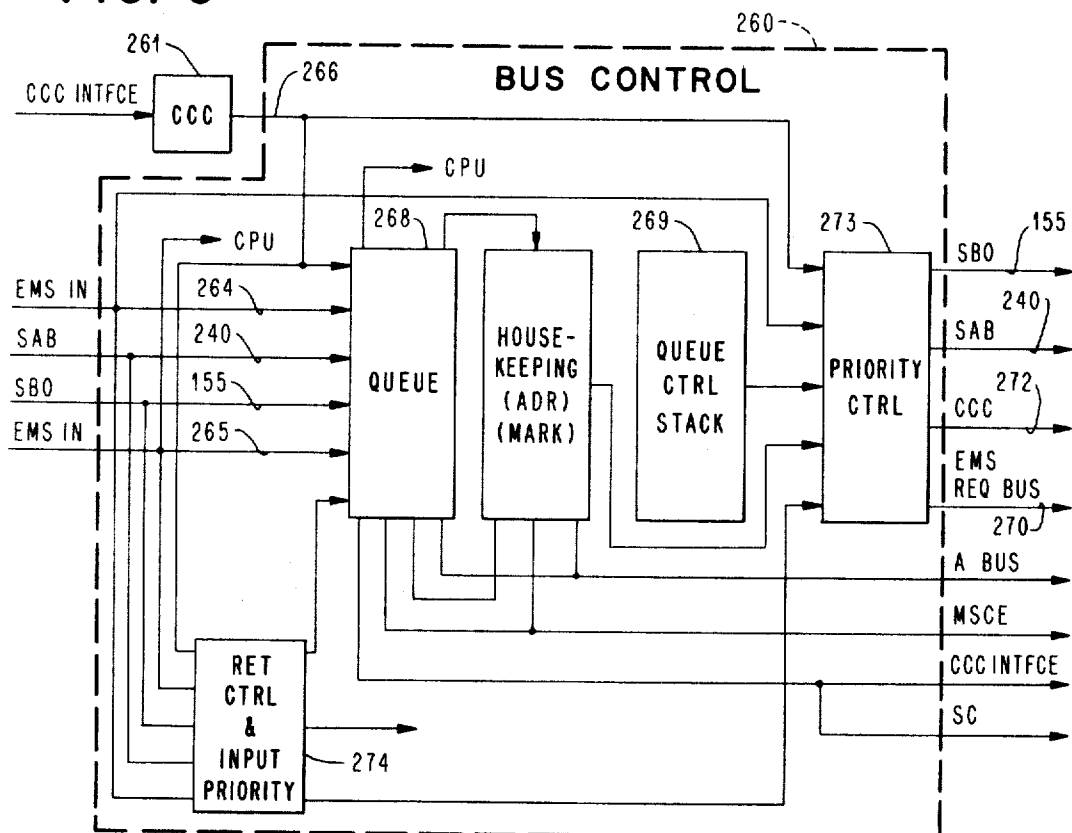 260
261
266
BUS CONTROL
CCC INTFCE
CCC
CPU
268
269
273
CPU
SBO
155
EMS IN
264
SAB
240
SBO
155
EMS IN
265
QUEUE
HOUSE-
KEEPING
(ADR)
(MARK)
QUEUE
CTRL
STACK
PRIORITY
CTRL
SAB
240
CCC
272
EMS
REQ BUS
270
A BUS
MSCE
CCC INTFCE
SC
RET
CTRL
&
INPUT
PRIORITY
274